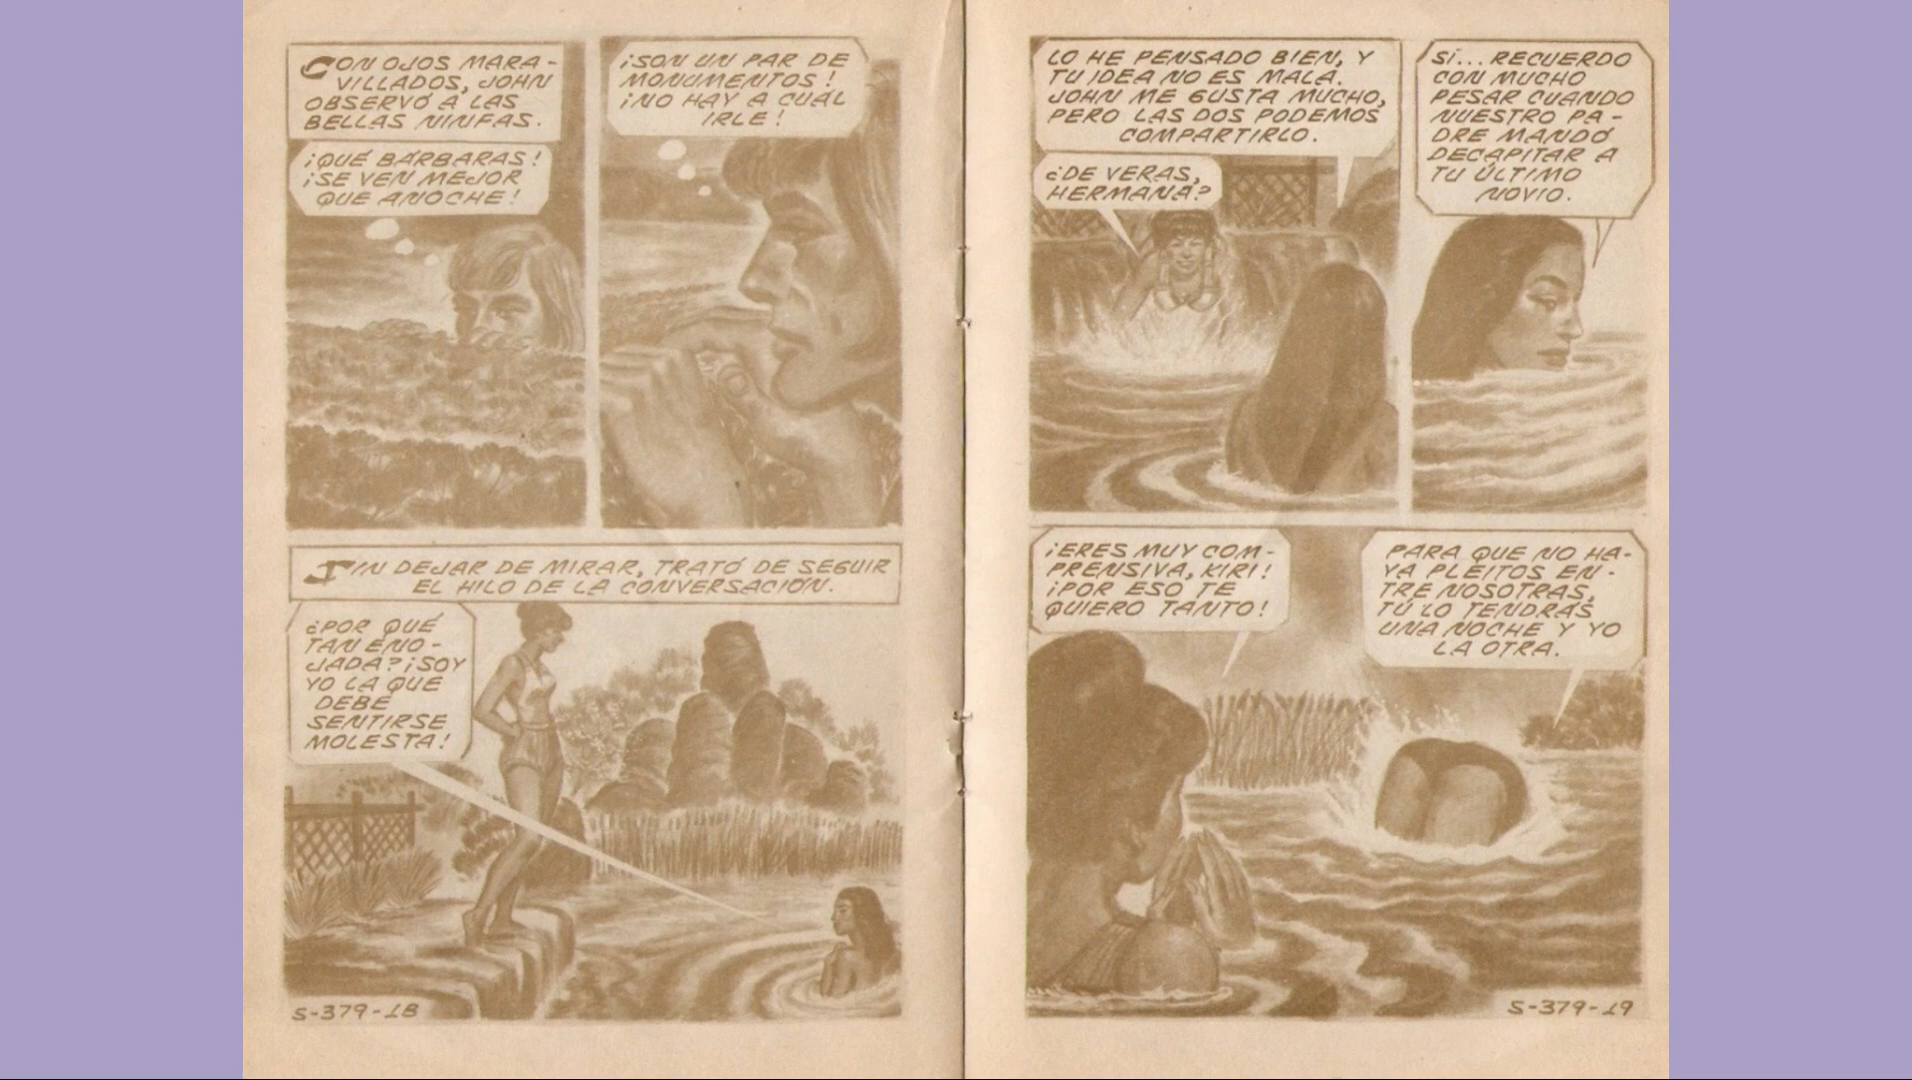 CON OJOS MARA-
VILLADOS, JOHN
OBSERVÓ A LAS
BELLAS NINFAS.
¡QUÉ BÁRBARAS!
¡SE VEN MEJOR
QUE ANOCHE!
¡SON UN PAR DE
MONUMENTOS!
¡NO HAY A CUÁL
IRLE!
SIN DEJAR DE MIRAR, TRATÓ DE SEGUIR
EL HILO DE LA CONVERSACIÓN.
¿POR QUÉ
TAN ENO-
JADA? ¡SOY
YO LA QUE
DEBE
SENTIRSE
MOLESTA!
S-379-18
LO HE PENSADO BIEN, Y
TU IDEA NO ES MALA.
JOHN ME GUSTA MUCHO,
PERO LAS DOS PODEMOS
COMPARTIRLO.
¿DE VERAS,
HERMANA?
SÍ... RECUERDO
CON MUCHO
PESAR CUANDO
NUESTRO PA-
DRE MANDÓ
DECAPITAR A
TU ÚLTIMO
NOVIO.
¡ERES MUY COM-
PRENSIVA, KIRI!
¡POR ESO TE
QUIERO TANTO!
PARA QUE NO HA-
YA PLEITOS EN-
TRE NOSOTRAS,
TÚ LO TENDRÁS
UNA NOCHE Y YO
LA OTRA.
S-379-19